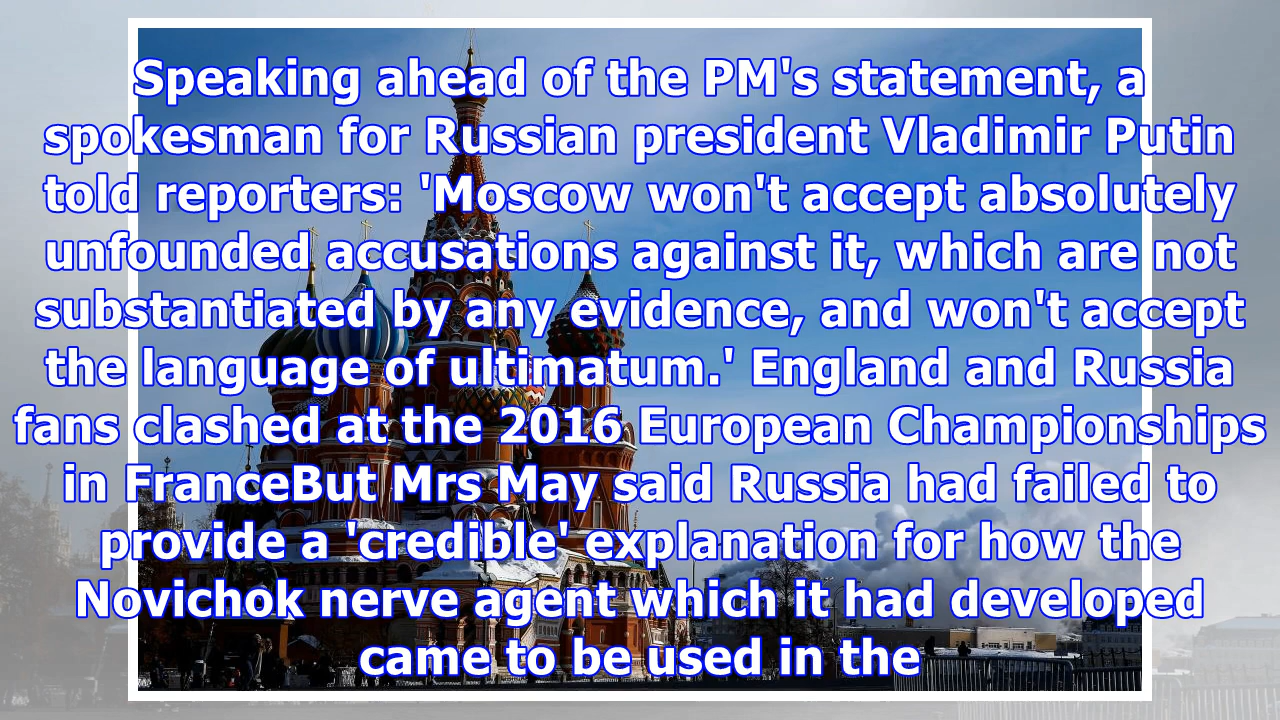 Speaking ahead of the PM's statement, a
spokesman for Russian president Vladimir Putin
told reporters: 'Moscow won't accept absolutely
unfounded accusations against it, which are not
substantiated by any evidence, and won't accept
the language of ultimatum.' England and Russia
fans clashed at the 2016 European Championships
in FranceBut Mrs May said Russia had failed to
provide a 'credible' explanation for how the
Novichok nerve agent which it had developed
came to be used in the